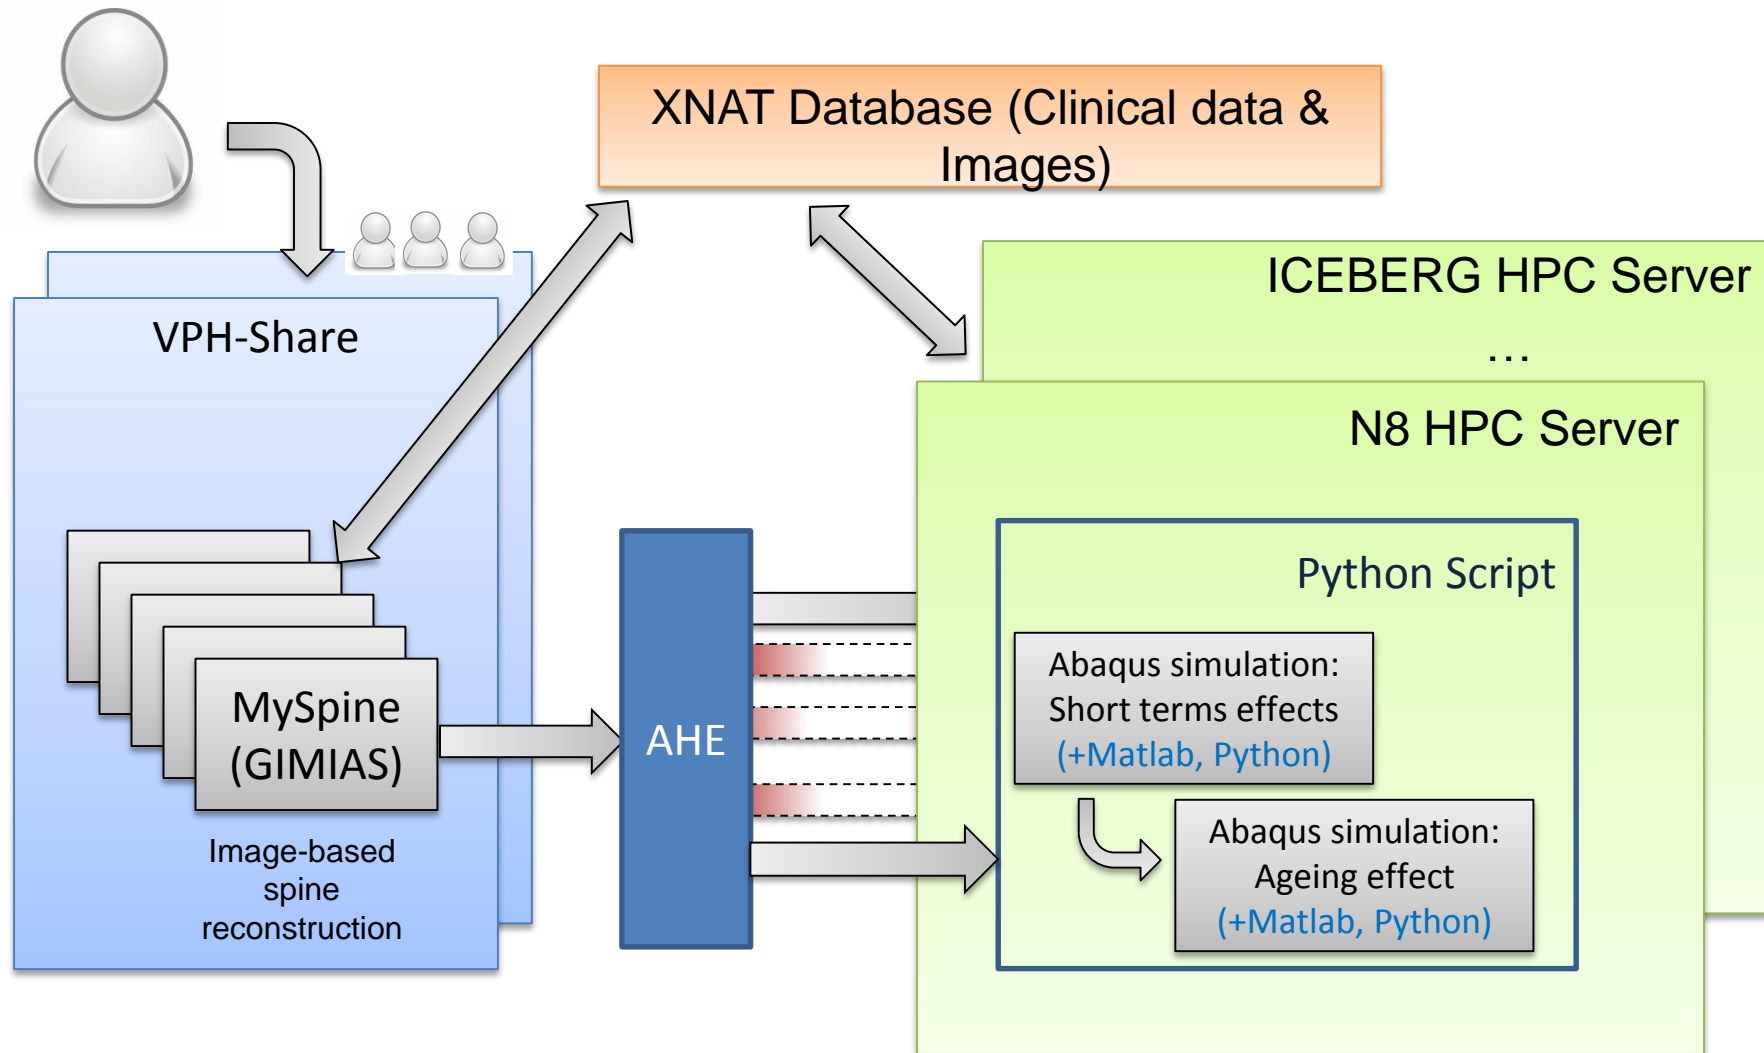 XNAT Database (Clinical data &
Images)
VPH-Share
ICEBERG HPC Server
...
N8 HPC Server
Python Script
MySpine
(GIMIAS)
Image-based
spine
reconstruction
AHE
Abaqus simulation:
Short terms effects
(+Matlab, Python)
Abaqus simulation:
Ageing effect
(+Matlab, Python)